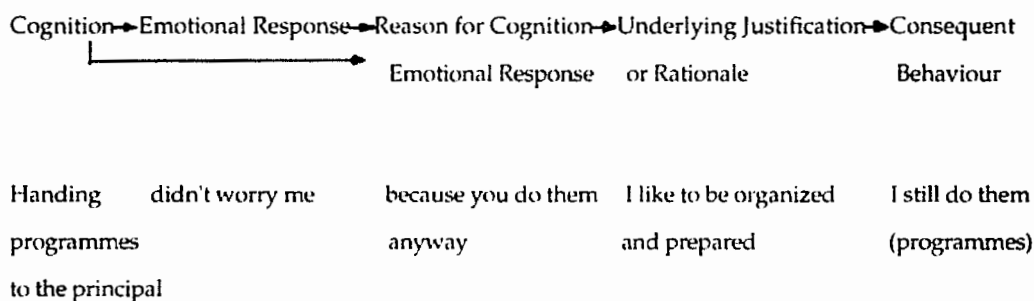 Cognition Emotional Response Reason for Cognition Underlying Justification Consequent
Emotional Response or Rationale Behaviour
Handing didn't worry me because you do them I like to be organized I still do them
programmes anyway and prepared (programmes)
to the principal